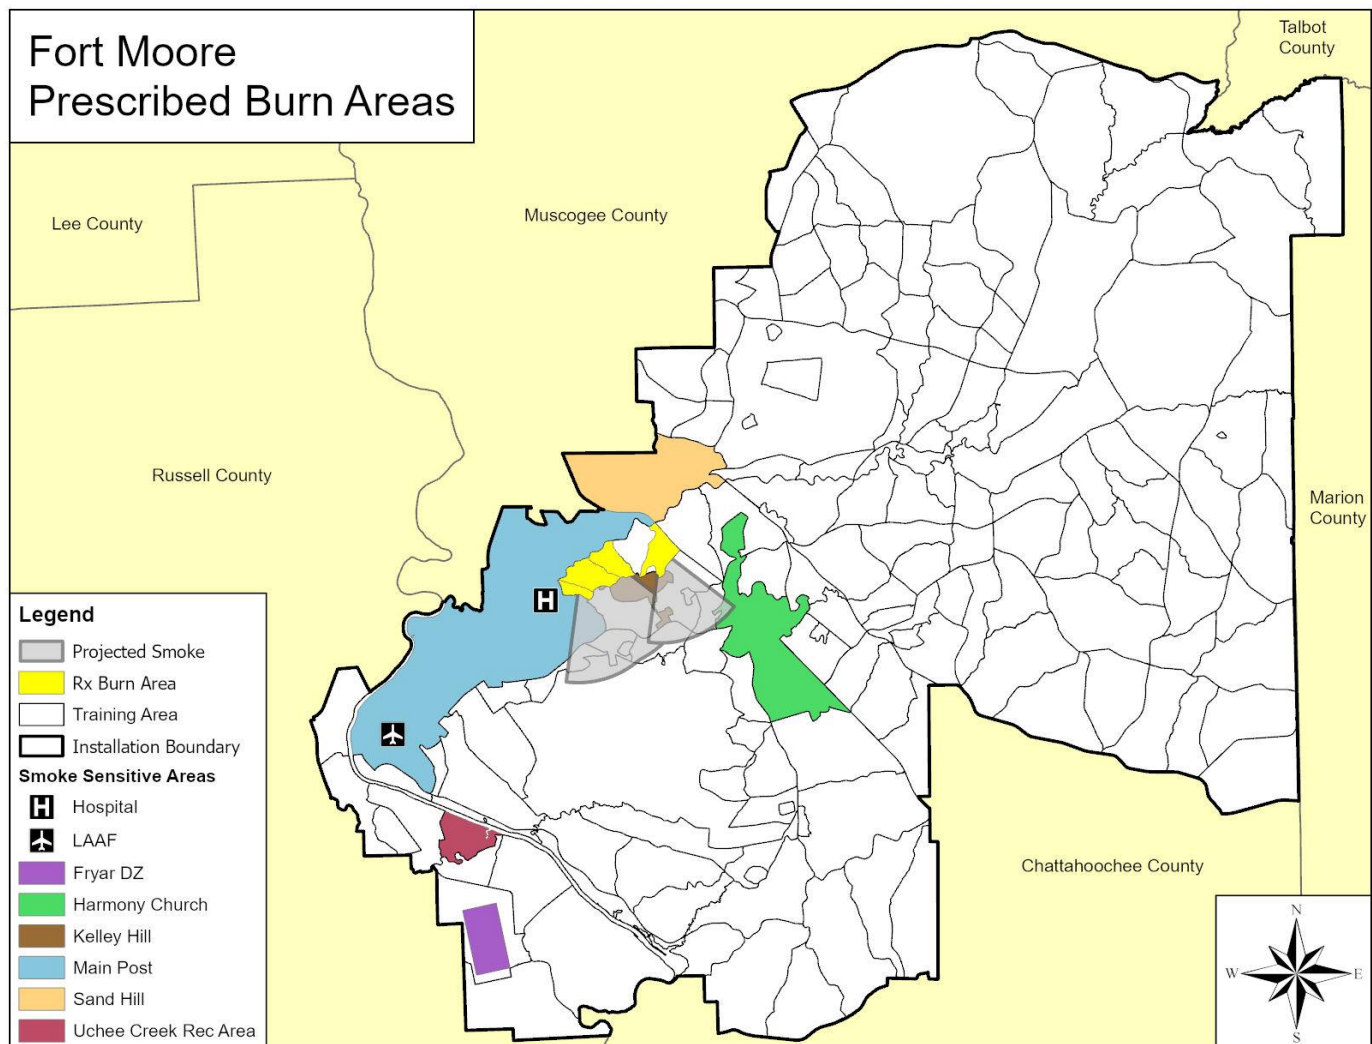 Fort Moore
Prescribed Burn Areas
Talbot
County
Lee County
Muscogee County
Russell County
Marion
County
Chattahoochee County
Legend
Projected Smoke
Rx Burn Area
Training Area
Installation Boundary
Smoke Sensitive Areas
H Hospital
LAAF
Fryar DZ
Harmony Church
Kelley Hill
Main Post
Sand Hill
Uchee Creek Rec Area
H
N
W E
S